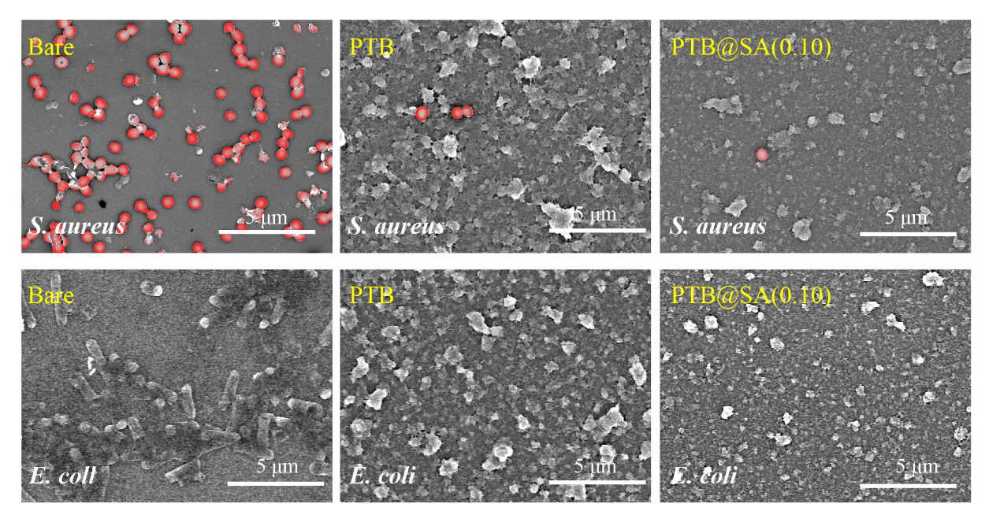 Bare
PTB
PTB@SA(0.10)
5 μm
S. aureus
5 μm
S. aureus
5 μm
S. aureus
Bare
PTB
PTB@SA(0.10)
5 μm
E. coli
5 μm
E. coli
5 μm
E. coli